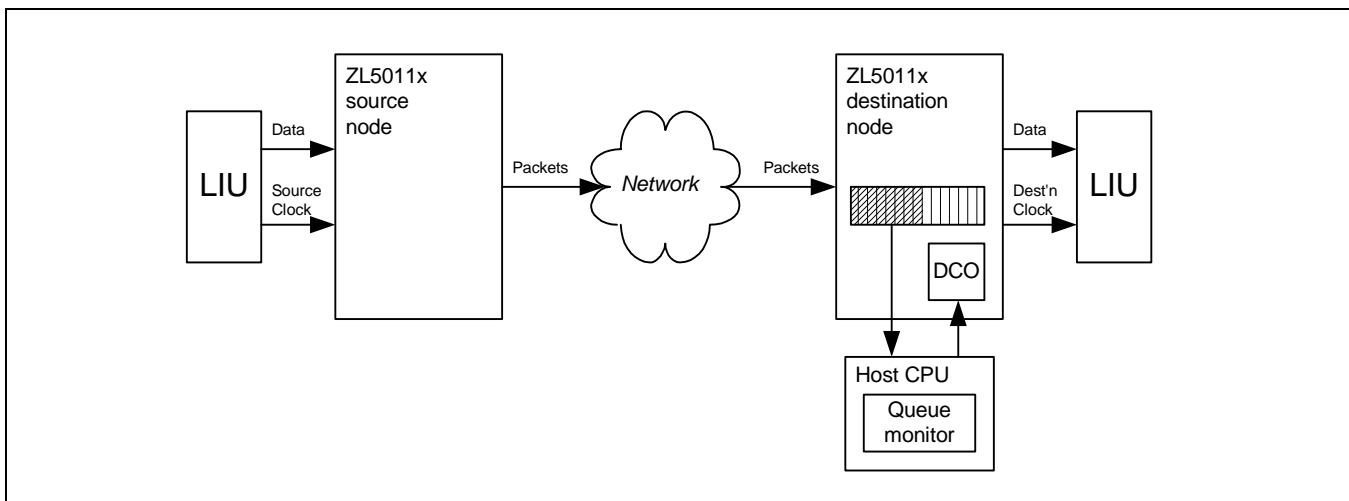 ZL5011x
source
node
LIU
Data
Source
Clock
Packets
Network
Packets
ZL5011x
destination
node
DCO
Data
Dest'n
Clock
LIU
Host CPU
Queue
monitor